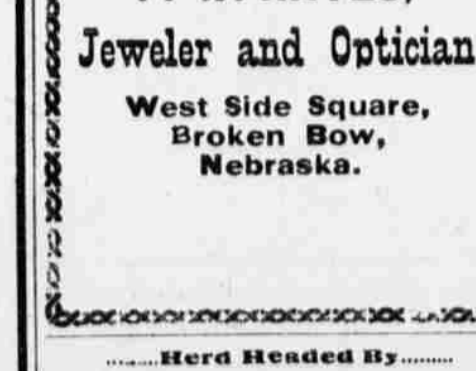 Jeweler and Optician
West Side Square,
Broken Bow,
Nebraska.
........Herd Headed By.........